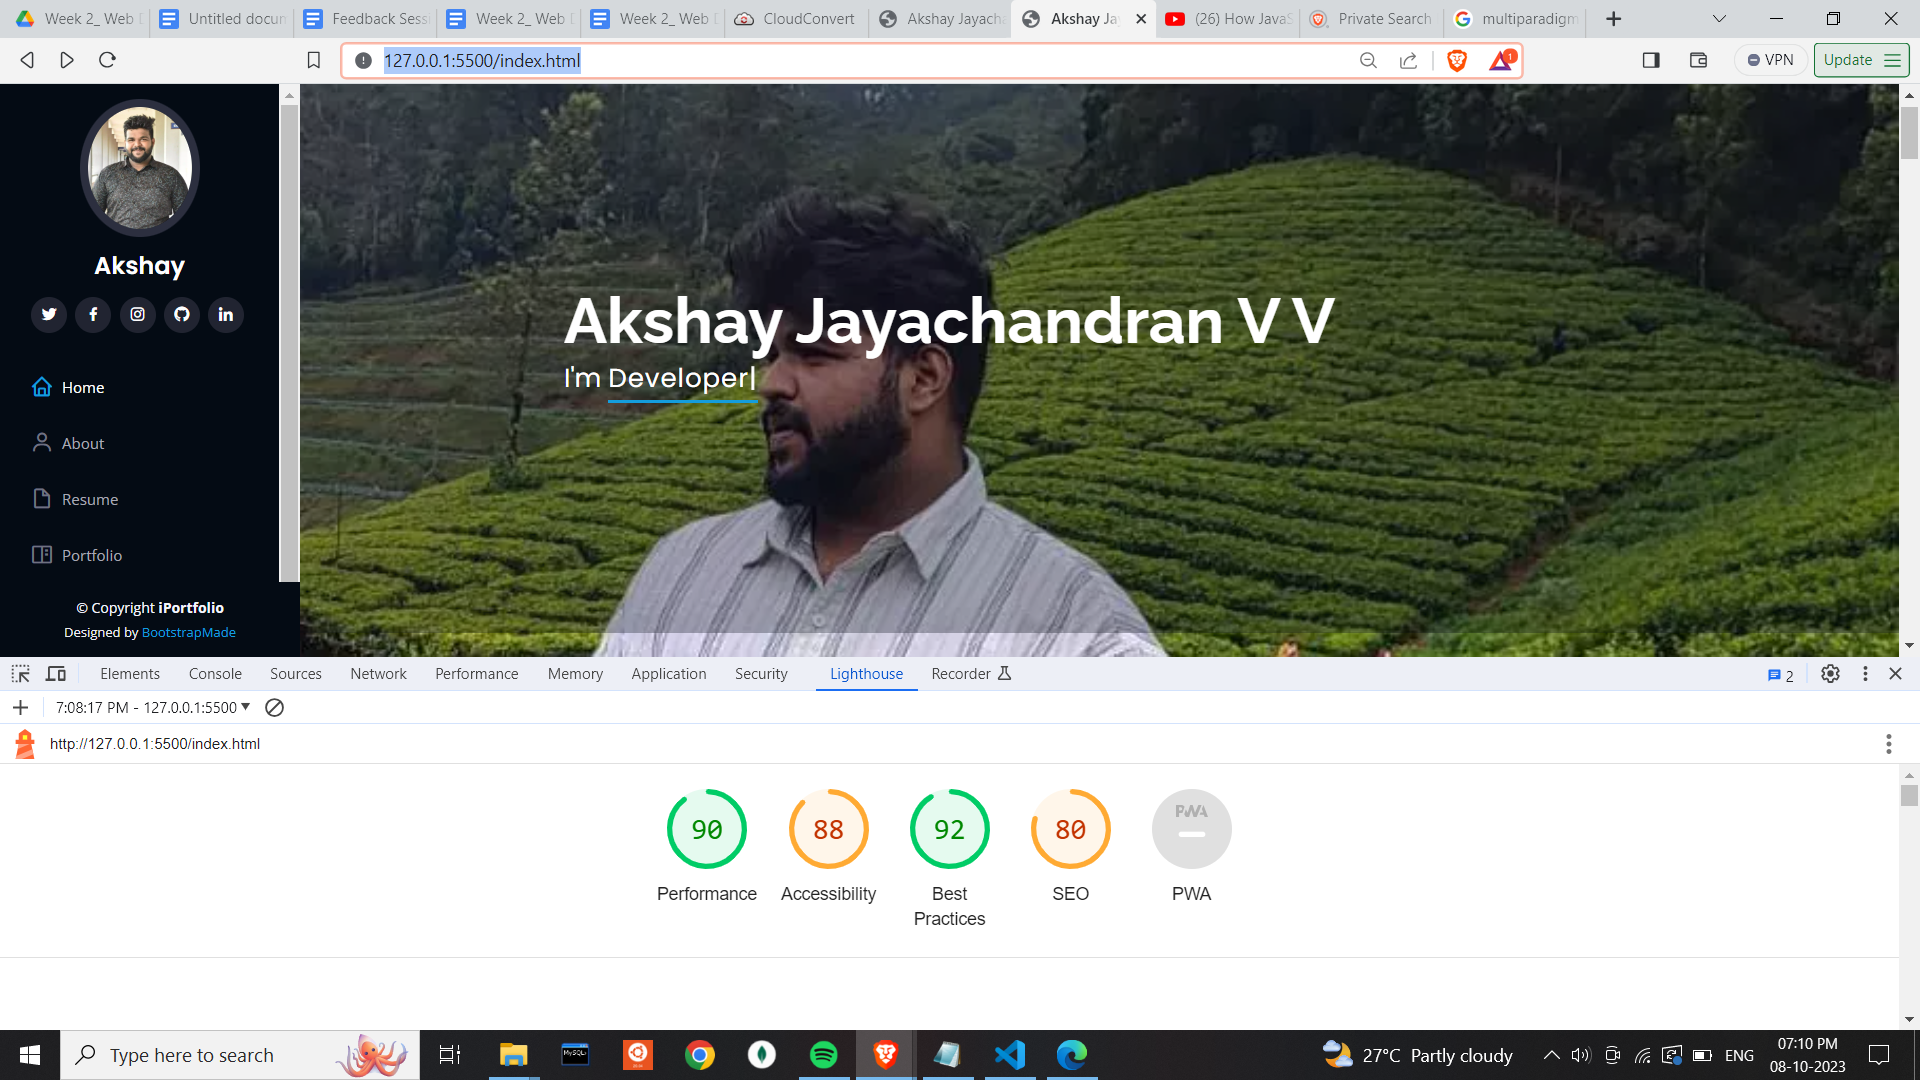 Week 2_ Web D
Untitled docun
Feedback Sessi
Week 2_ Web D
Week 2_ Web D
CloudConvert
Akshay Jayacha
Akshay Ja
(26) How JavaS
Private Search
multiparadigm
127.0.0.1:5500/index.html
1
VPN
Update
Akshay
Home
About
Resume
Portfolio
© Copyright iPortfolio
Designed by BootstrapMade
Akshay Jayachandran V V
I'm Developer|
Elements Console Sources Network Performance Memory Application Security Lighthouse Recorder 2
7:08:17 PM - 127.0.0.1:5500
http://127.0.0.1:5500/index.html
90 88 92 80 PWA
Performance Accessibility Best Practices SEO PWA
Type here to search
MySQL
27°C Partly cloudy
ENG
07:10 PM
08-10-2023